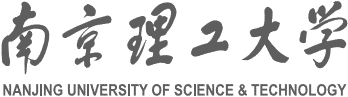 南京理工大学
NANJING UNIVERSITY OF SCIENCE & TECHNOLOGY